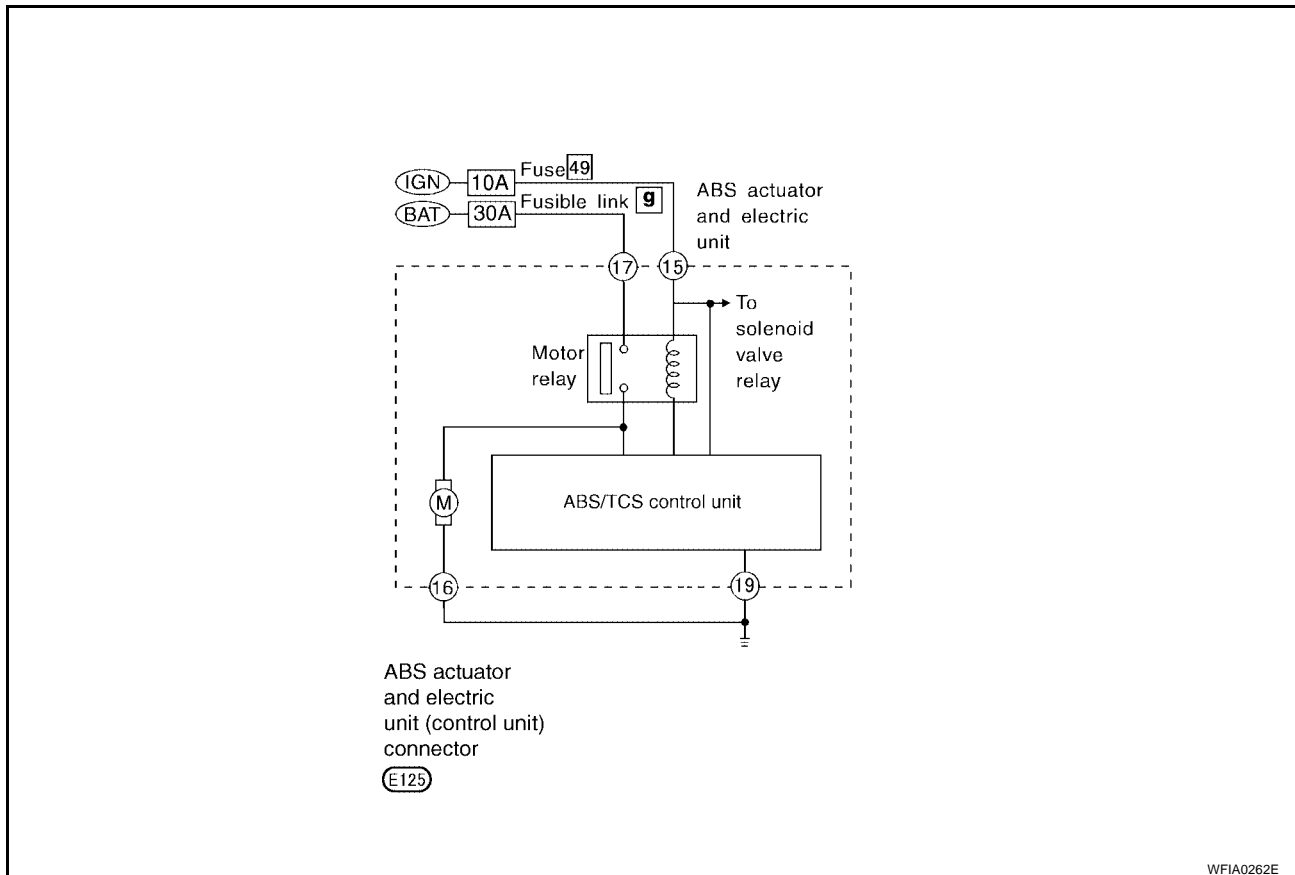 IGN 10A Fuse 49
BAT 30A Fusible link g
ABS actuator
and electric
unit
17 15
To
solenoid
valve
relay
Motor
relay
M
ABS/TCS control unit
16 19
ABS actuator
and electric
unit (control unit)
connector
E125
WFIA0262E